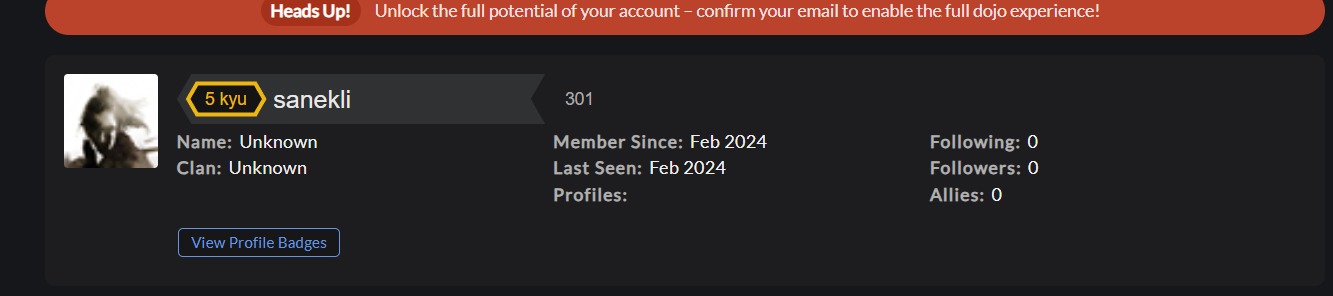 Heads Up! Unlock the full potential of your account – confirm your email to enable the full dojo experience!
5 kyu sanekli 301
Name: Unknown Member Since: Feb 2024 Following: 0
Clan: Unknown Last Seen: Feb 2024 Followers: 0
Profiles: Allies: 0
View Profile Badges